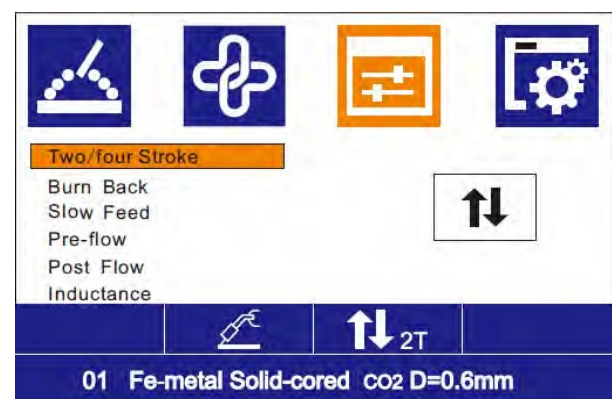 Two/four Stroke
Burn Back
Slow Feed
Pre-flow
Post Flow
Inductance
2T
01 Fe-metal Solid-cored CO2 D=0.6mm